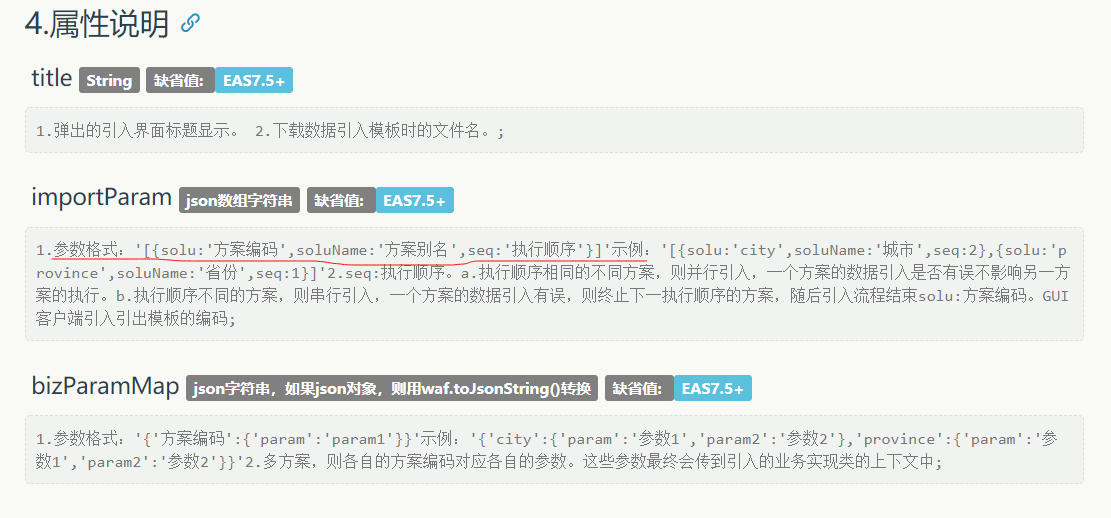 4.属性说明
title String 缺省值: EAS7.5+
1.弹出的引入界面标题显示。 2.下载数据引入模板时的文件名。;
importParam json数组字符串 缺省值: EAS7.5+
1.参数格式：'[{solu:'方案编码',soluName:'方案别名',seq:'执行顺序'}]'示例：'[{solu:'city',soluName:'城市',seq:2},{solu:'p
rovince',soluName:'省份',seq:1}]'2.seq:执行顺序。a.执行顺序相同的不同方案，则并行引入，一个方案的数据引入是否有误不影响另一方
案的执行。b.执行顺序不同的方案，则串行引入，一个方案的数据引入有误，则终止下一执行顺序的方案，随后引入流程结束solu:方案编码。GUI
客户端引入引出模板的编码;
bizParamMap json字符串，如果json对象，则用waf.toJsonString()转换 缺省值: EAS7.5+
1.参数格式：'{'方案编码':{'param':'param1'}}'示例：'{'city':{'param':'参数1','param2':'参数2'},'province':{'param':'参
数1','param2':'参数2'}}'2.多方案，则各自的方案编码对应各自的参数。这些参数最终会传到引入的业务实现类的上下文中;